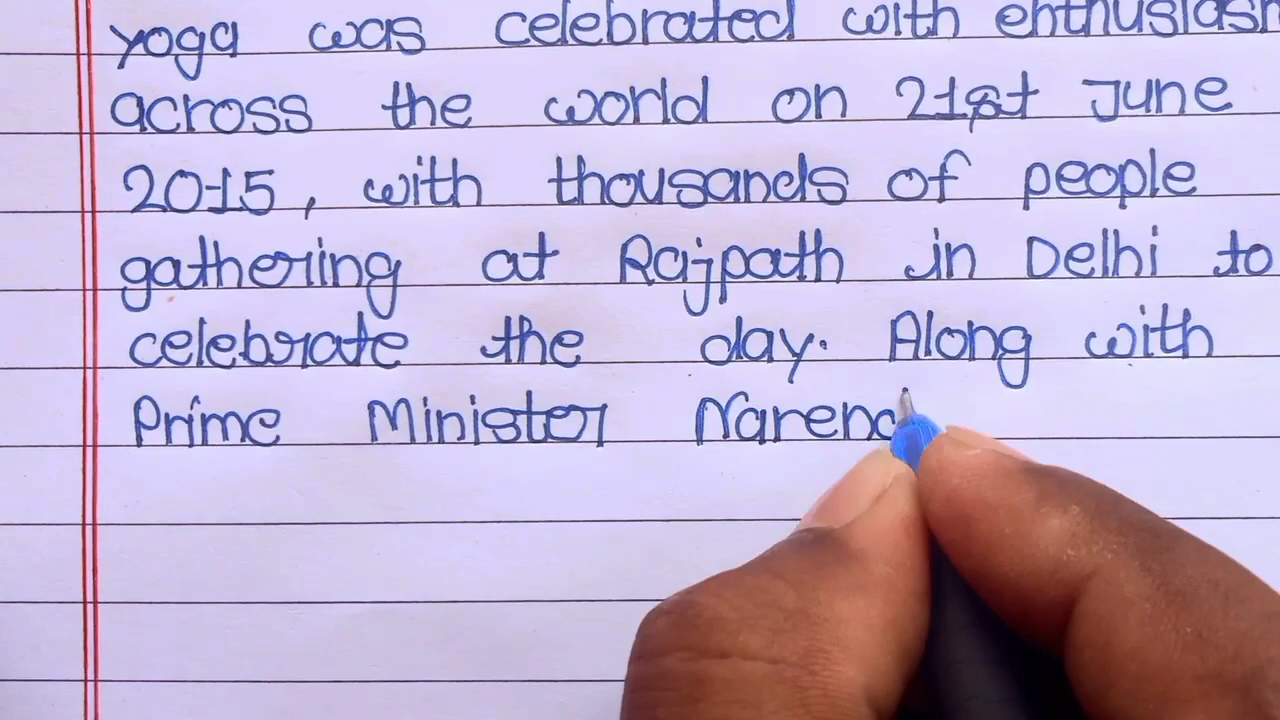 yoga was celebrated with enthusiasm
across the world on 21st June
2015, with thousands of people
gathering at Rajpath in Delhi to
celebrate the day. Along with
Prime Minister Narend